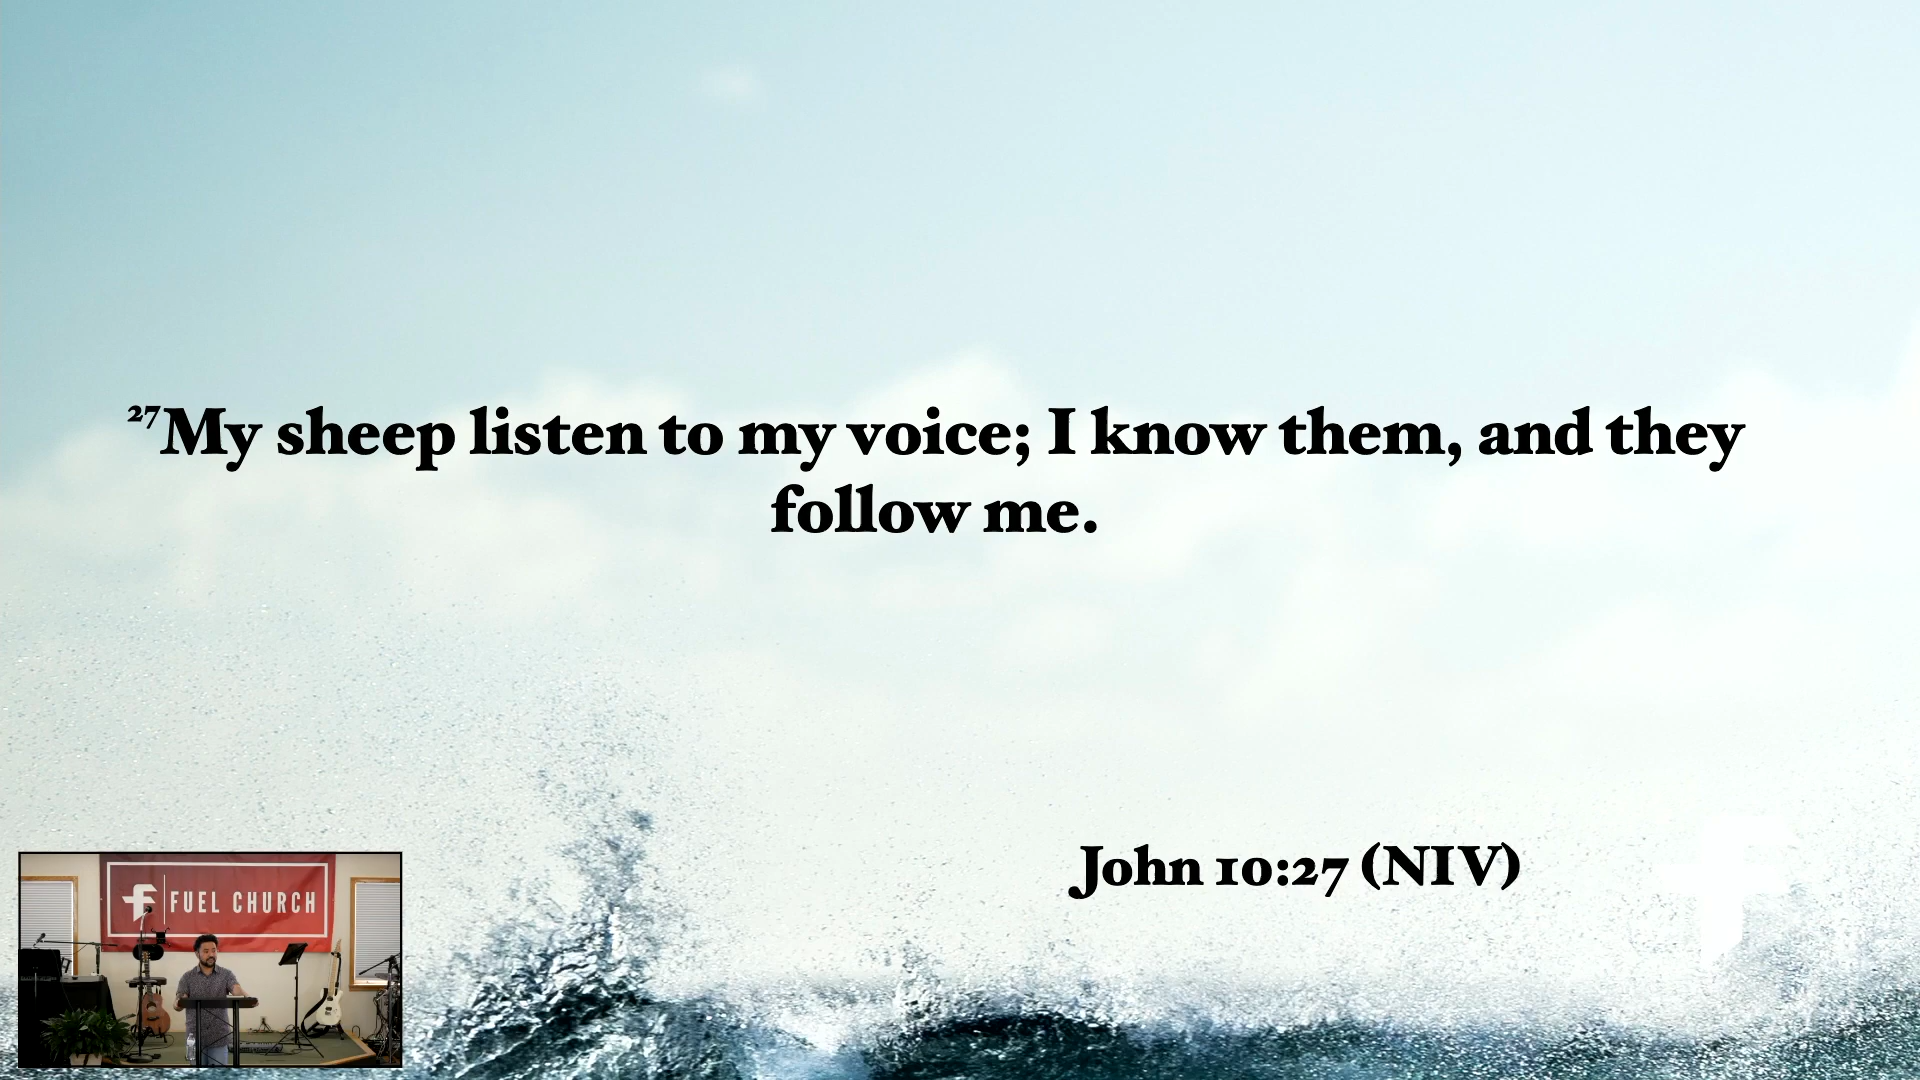 ²⁷My sheep listen to my voice; I know them, and they
follow me.
John 10:27 (NIV)
FUEL CHURCH